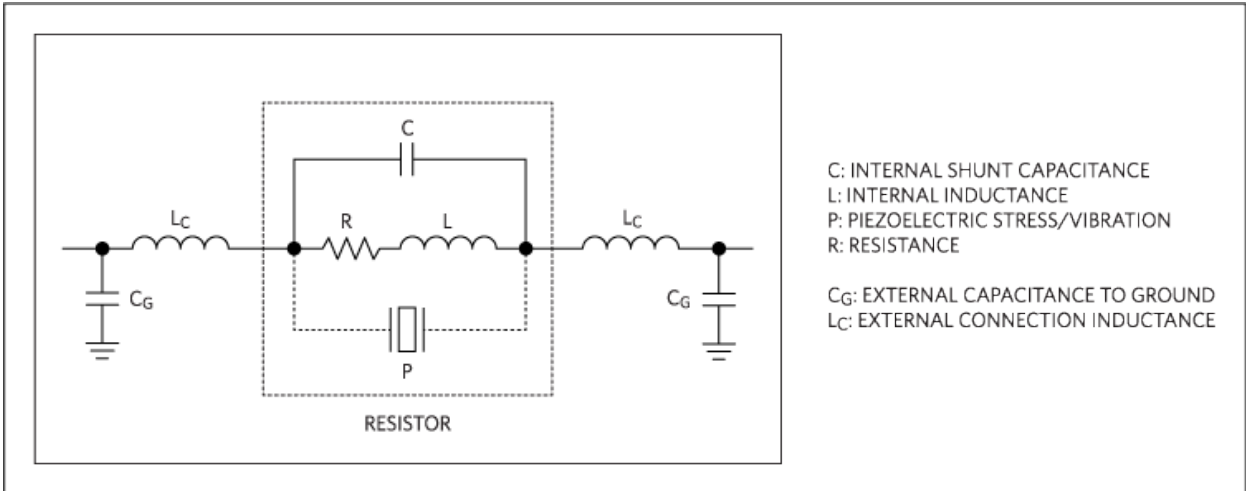 C
LC
R
L
LC
CG
CG
P
RESISTOR
C: INTERNAL SHUNT CAPACITANCE
L: INTERNAL INDUCTANCE
P: PIEZOELECTRIC STRESS/VIBRATION
R: RESISTANCE
CG: EXTERNAL CAPACITANCE TO GROUND
LC: EXTERNAL CONNECTION INDUCTANCE